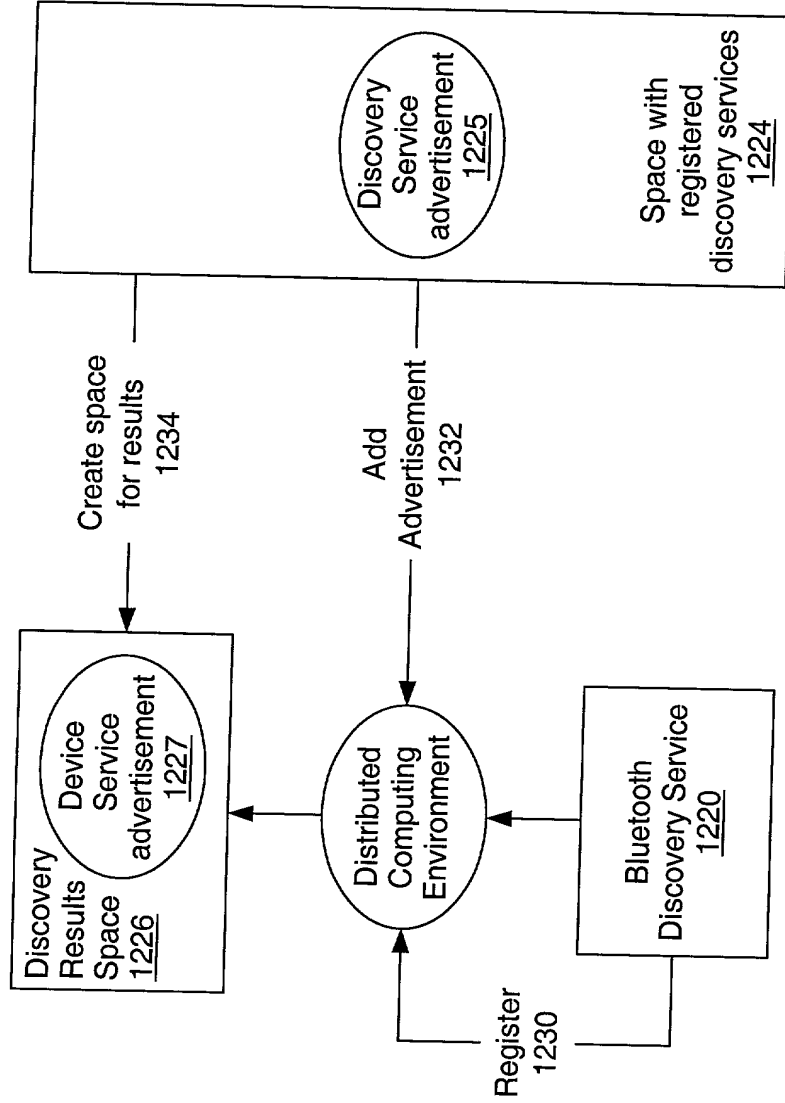 Discovery
Results
Space
1226
Device
Service
advertisement
1227
Create space
for results
1234
Discovery
Service
advertisement
1225
Space with
registered
discovery services
1224
Add
Advertisement
1232
Distributed
Computing
Environment
Register
1230
Bluetooth
Discovery Service
1220